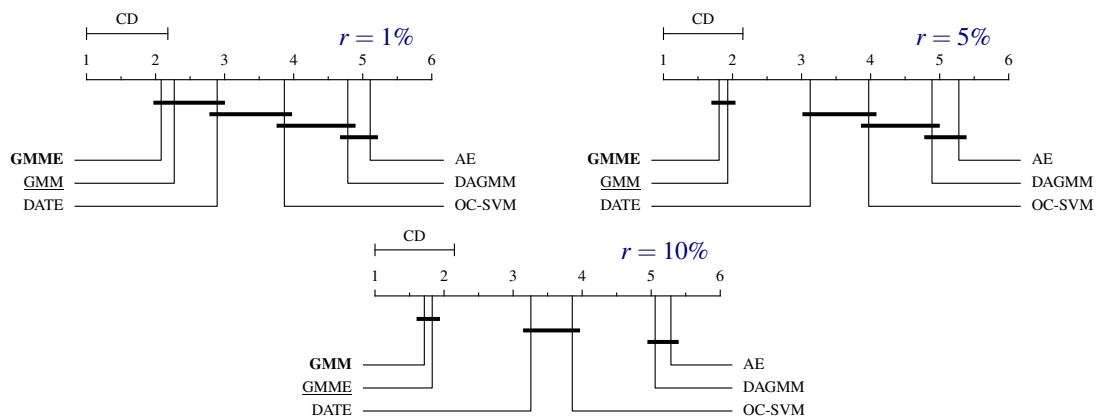 CD
r = 1%
1 2 3 4 5 6
GMME
GMM
DATE
AE
DAGMM
OC-SVM
CD
r = 5%
1 2 3 4 5 6
GMME
GMM
DATE
AE
DAGMM
OC-SVM
CD
r = 10%
1 2 3 4 5 6
GMM
GMME
DATE
AE
DAGMM
OC-SVM